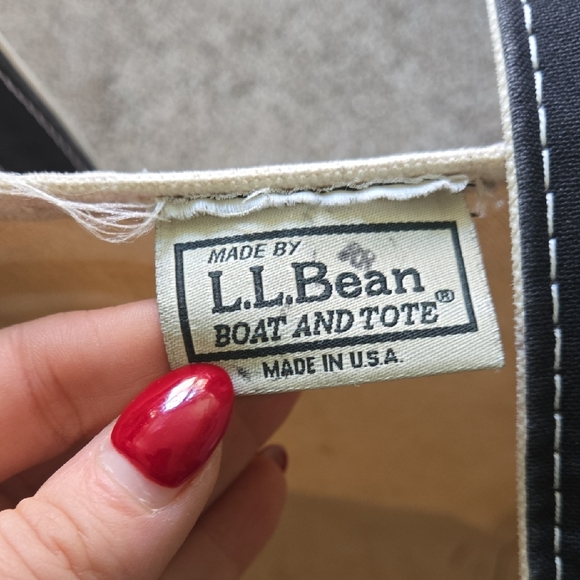 MADE BY
L.L.Bean®
BOAT AND TOTE
MADE IN U.S.A.